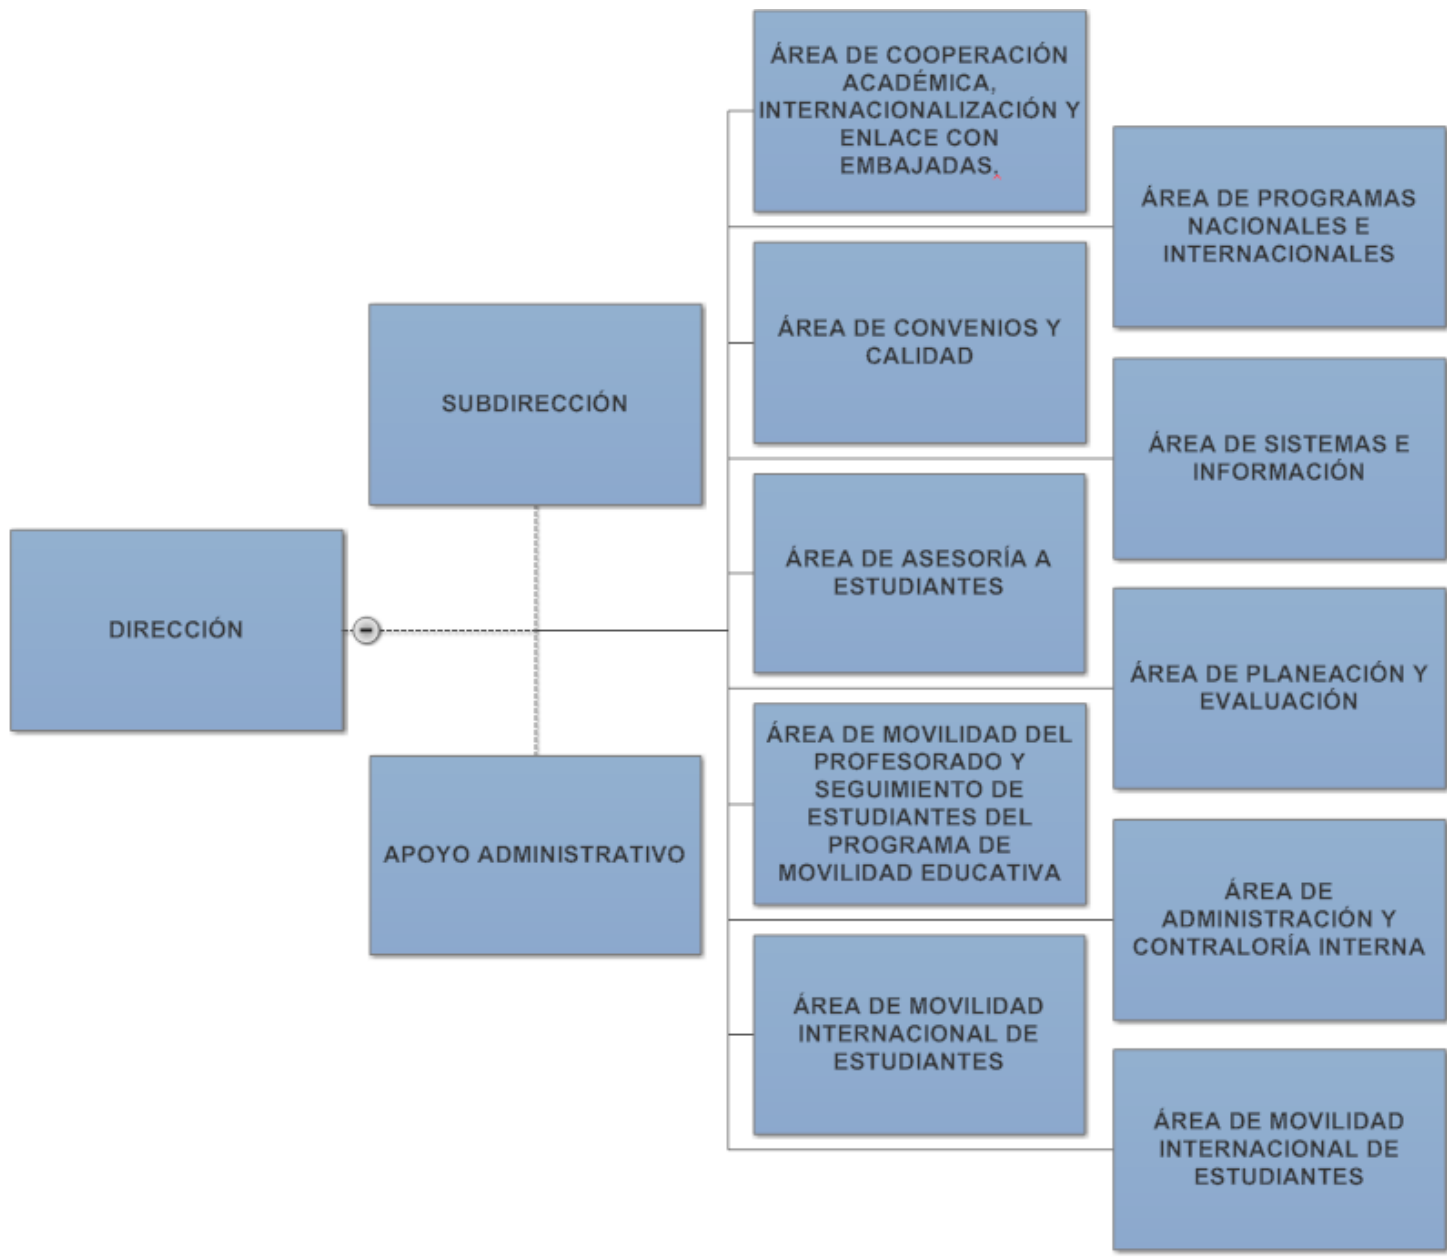 DIRECCIÓN
SUBDIRECCIÓN
APOYO ADMINISTRATIVO
ÁREA DE COOPERACIÓN
ACADÉMICA,
INTERNACIONALIZACIÓN Y
ENLACE CON
EMBAJADAS.
ÁREA DE PROGRAMAS
NACIONALES E
INTERNACIONALES
ÁREA DE CONVENIOS Y
CALIDAD
ÁREA DE SISTEMAS E
INFORMACIÓN
ÁREA DE ASESORÍA A
ESTUDIANTES
ÁREA DE PLANEACIÓN Y
EVALUACIÓN
ÁREA DE MOVILIDAD DEL
PROFESORADO Y
SEGUIMIENTO DE
ESTUDIANTES DEL
PROGRAMA DE
MOVILIDAD EDUCATIVA
ÁREA DE
ADMINISTRACIÓN Y
CONTRALORÍA INTERNA
ÁREA DE MOVILIDAD
INTERNACIONAL DE
ESTUDIANTES
ÁREA DE MOVILIDAD
INTERNACIONAL DE
ESTUDIANTES